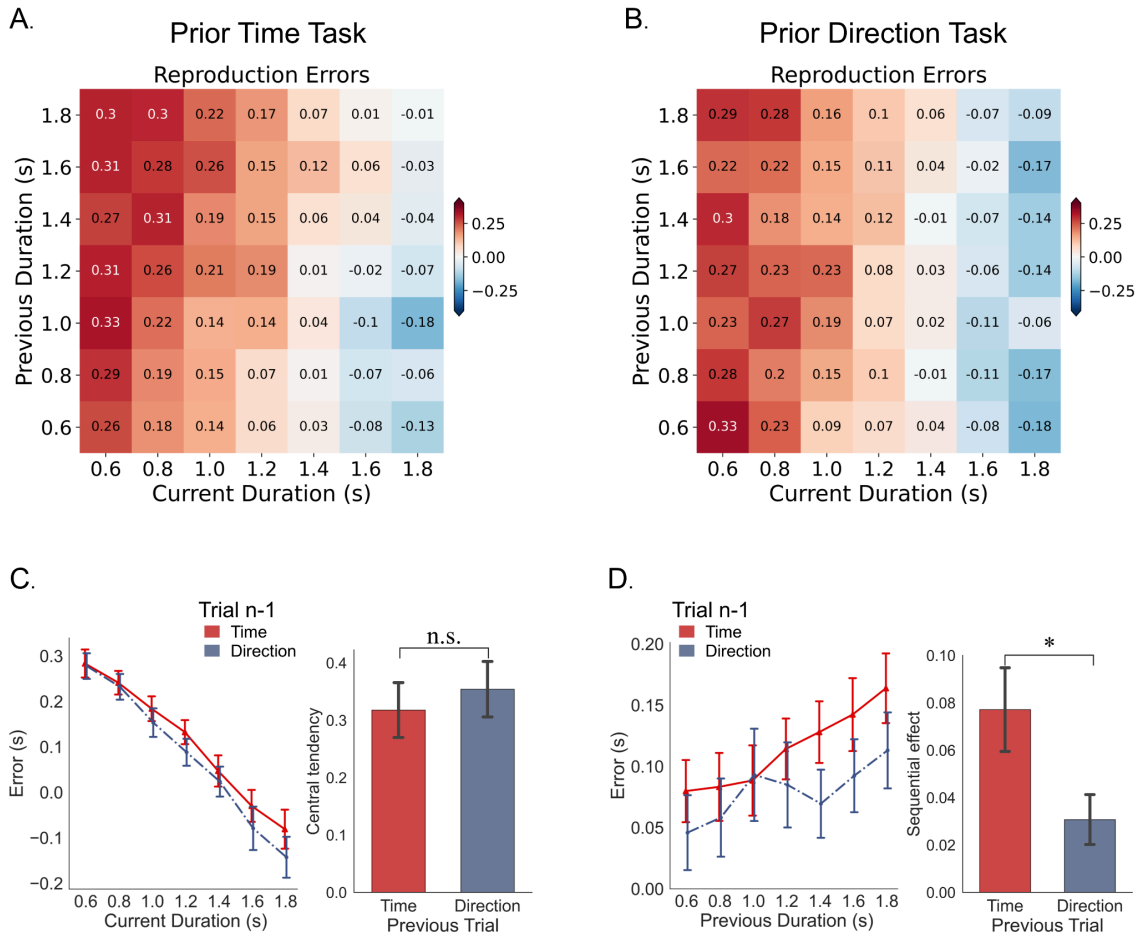 A.
Prior Time Task
Reproduction Errors
Previous Duration (s)
1.8 0.3 0.3 0.22 0.17 0.07 0.01 -0.01
1.6 0.31 0.28 0.26 0.15 0.12 0.06 -0.03
1.4 0.27 0.31 0.19 0.15 0.06 0.04 -0.04
1.2 0.31 0.26 0.21 0.19 0.01 -0.02 -0.07
1.0 0.33 0.22 0.14 0.14 0.04 -0.1 -0.18
0.8 0.29 0.19 0.15 0.07 0.01 -0.07 -0.06
0.6 0.26 0.18 0.14 0.06 0.03 -0.08 -0.13
0.6 0.8 1.0 1.2 1.4 1.6 1.8
Current Duration (s)
0.25
0.00
−0.25
B.
Prior Direction Task
Reproduction Errors
Previous Duration (s)
1.8 0.29 0.28 0.16 0.1 0.06 -0.07 -0.09
1.6 0.22 0.22 0.15 0.11 0.04 -0.02 -0.17
1.4 0.3 0.18 0.14 0.12 -0.01 -0.07 -0.14
1.2 0.27 0.23 0.23 0.08 0.03 -0.06 -0.14
1.0 0.23 0.27 0.19 0.07 0.02 -0.11 -0.06
0.8 0.28 0.2 0.15 0.1 -0.01 -0.11 -0.17
0.6 0.33 0.23 0.09 0.07 0.04 -0.08 -0.18
0.6 0.8 1.0 1.2 1.4 1.6 1.8
Current Duration (s)
0.25
0.00
−0.25
C.
Trial n-1
Time
Direction
Error (s)
0.3
0.2
0.1
0.0
−0.1
−0.2
0.6 0.8 1.0 1.2 1.4 1.6 1.8
Current Duration (s)
n.s.
Central tendency
0.4
0.3
0.2
0.1
0.0
Time Direction
Previous Trial
D.
Trial n-1
Time
Direction
Error (s)
0.20
0.15
0.10
0.05
0.00
0.6 0.8 1.0 1.2 1.4 1.6 1.8
Previous Duration (s)
*
Sequential effect
0.10
0.08
0.06
0.04
0.02
0.00
Time Direction
Previous Trial